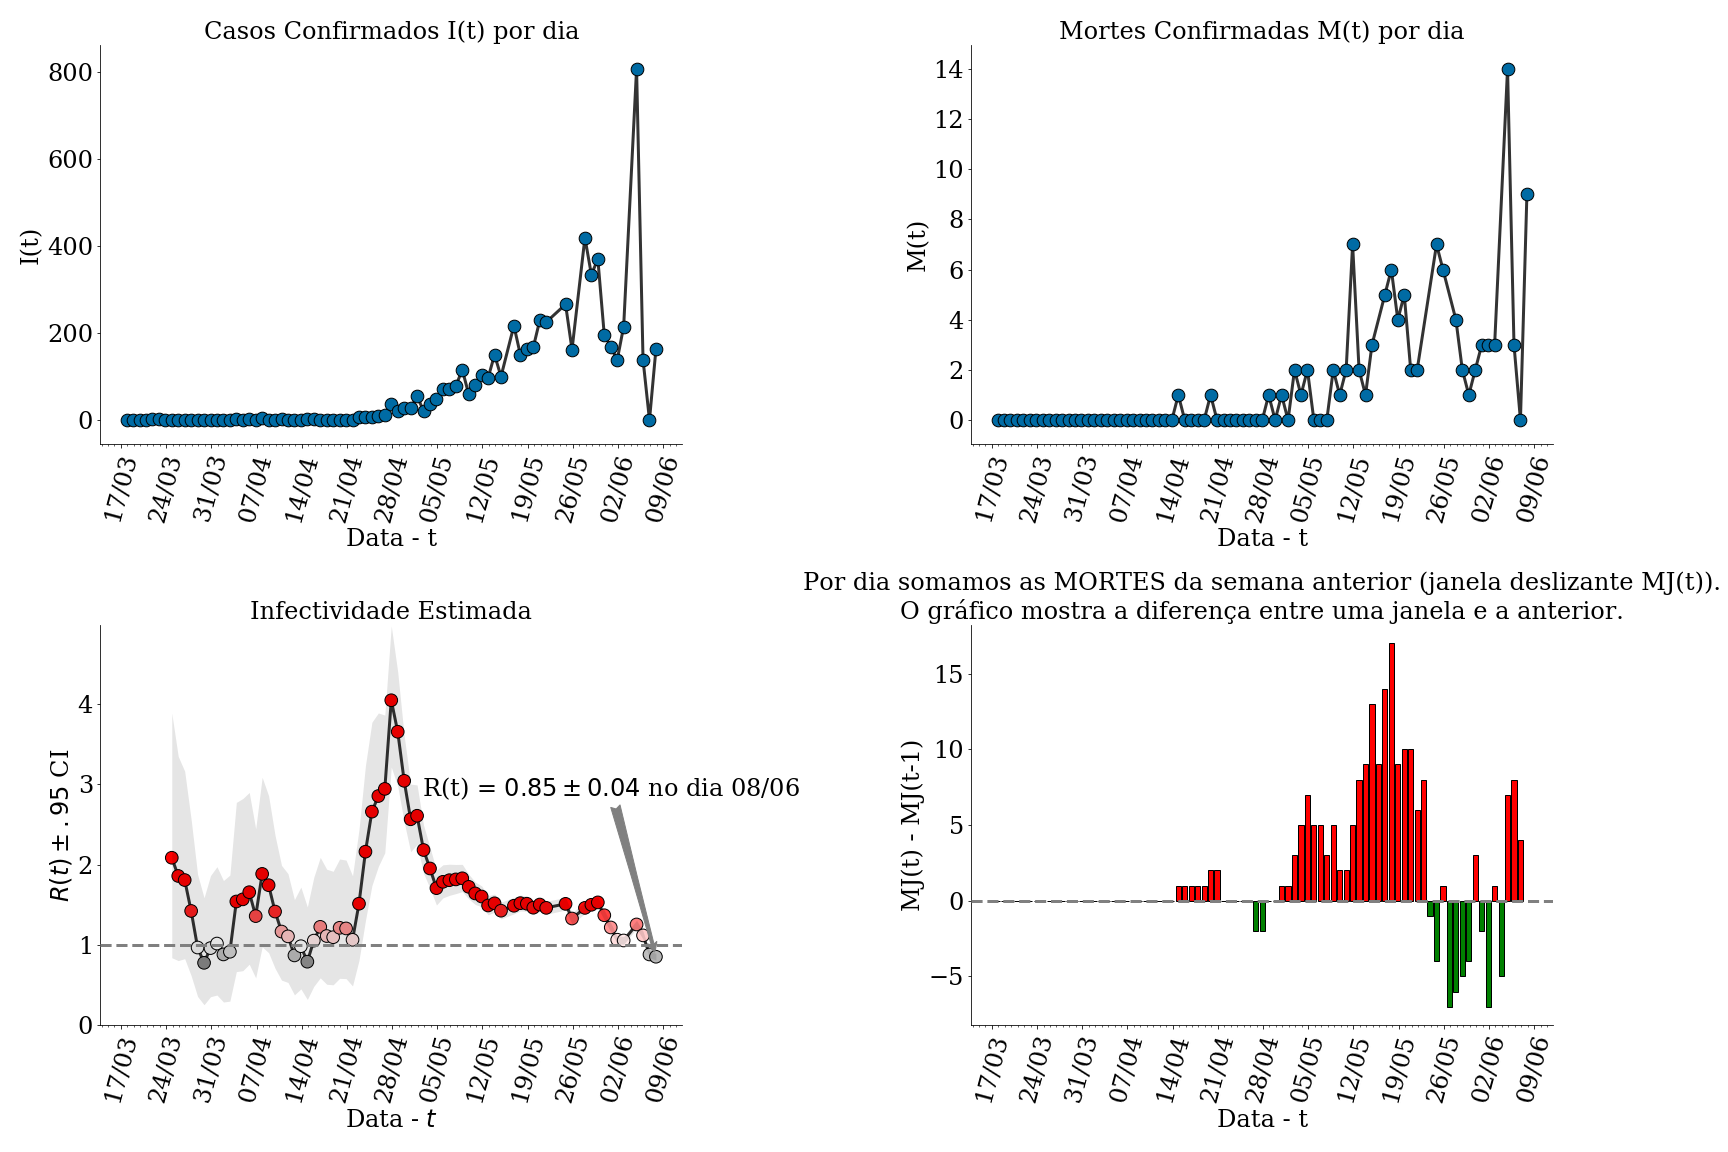 Casos Confirmados I(t) por dia
I(t)
800
600
400
200
0
17/03 24/03 31/03 07/04 14/04 21/04 28/04 05/05 12/05 19/05 26/05 02/06 09/06
Data - t
Mortes Confirmadas M(t) por dia
M(t)
14
12
10
8
6
4
2
0
17/03 24/03 31/03 07/04 14/04 21/04 28/04 05/05 12/05 19/05 26/05 02/06 09/06
Data - t
Infectividade Estimada
R(t) ± .95 CI
4
3
2
1
0
R(t) = 0.85 ± 0.04 no dia 08/06
17/03 24/03 31/03 07/04 14/04 21/04 28/04 05/05 12/05 19/05 26/05 02/06 09/06
Data - t
Por dia somamos as MORTES da semana anterior (janela deslizante MJ(t)).
O gráfico mostra a diferença entre uma janela e a anterior.
MJ(t) - MJ(t-1)
15
10
5
0
−5
17/03 24/03 31/03 07/04 14/04 21/04 28/04 05/05 12/05 19/05 26/05 02/06 09/06
Data - t